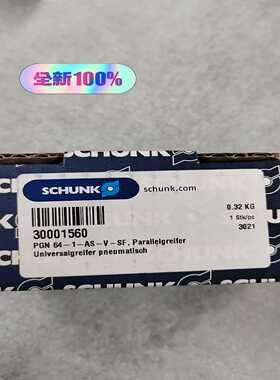 全新100%
SCHUNK
SCHUNK schunk.com
0.32 KG
1 Stk/pc
30001560
3021
PGN 64-1-AS-V-SF, Parallelgreifer
Universalgreifer pneumatisch
SCHUNK